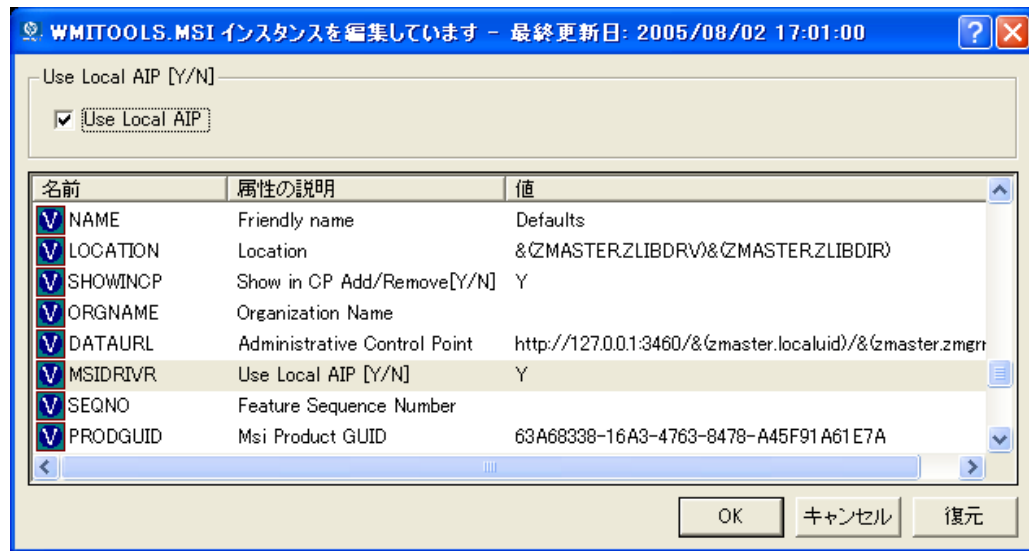 WMITOOLS.MSI インスタンスを編集しています - 最終更新日: 2005/08/02 17:01:00
Use Local AIP [Y/N]
Use Local AIP
名前 属性の説明 値
V NAME Friendly name Defaults
V LOCATION Location &(ZMASTER.ZLIBDRV)&(ZMASTER.ZLIBDIR)
V SHOWINCP Show in CP Add/Remove[Y/N] Y
V ORGNAME Organization Name
V DATAURL Administrative Control Point http://127.0.0.1:3460/&(zmaster.localuid)/&(zmaster.zmgrr
V MSIDRIVR Use Local AIP [Y/N] Y
V SEQNO Feature Sequence Number
V PRODGUID Msi Product GUID 63A68338-16A3-4763-8478-A45F91A61E7A
OK キャンセル 復元